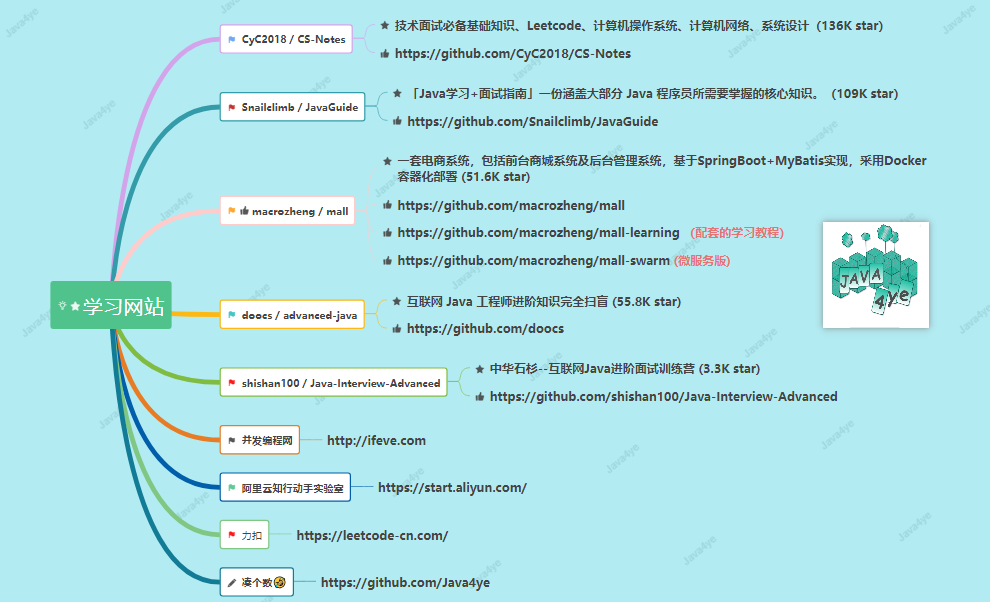 学习网站
CyC2018 / CS-Notes
技术面试必备基础知识、Leetcode、计算机操作系统、计算机网络、系统设计（136K star）
https://github.com/CyC2018/CS-Notes
Snailclimb / JavaGuide
「Java学习+面试指南」一份涵盖大部分 Java 程序员所需要掌握的核心知识。（109K star）
https://github.com/Snailclimb/JavaGuide
macrozheng / mall
一套电商系统，包括前台商城系统及后台管理系统，基于SpringBoot+MyBatis实现，采用Docker
容器化部署 (51.6K star)
https://github.com/macrozheng/mall
https://github.com/macrozheng/mall-learning （配套的学习教程）
https://github.com/macrozheng/mall-swarm (微服务版)
doocs / advanced-java
互联网 Java 工程师进阶知识完全扫盲 (55.8K star)
https://github.com/doocs
shishan100 / Java-Interview-Advanced
中华石杉--互联网Java进阶面试训练营 (3.3K star)
https://github.com/shishan100/Java-Interview-Advanced
并发编程网
http://ifeve.com
阿里云知行动手实验室
https://start.aliyun.com/
力扣
https://leetcode-cn.com/
凑个数🤣
https://github.com/Java4ye
JAVA
4ye
Java4ye